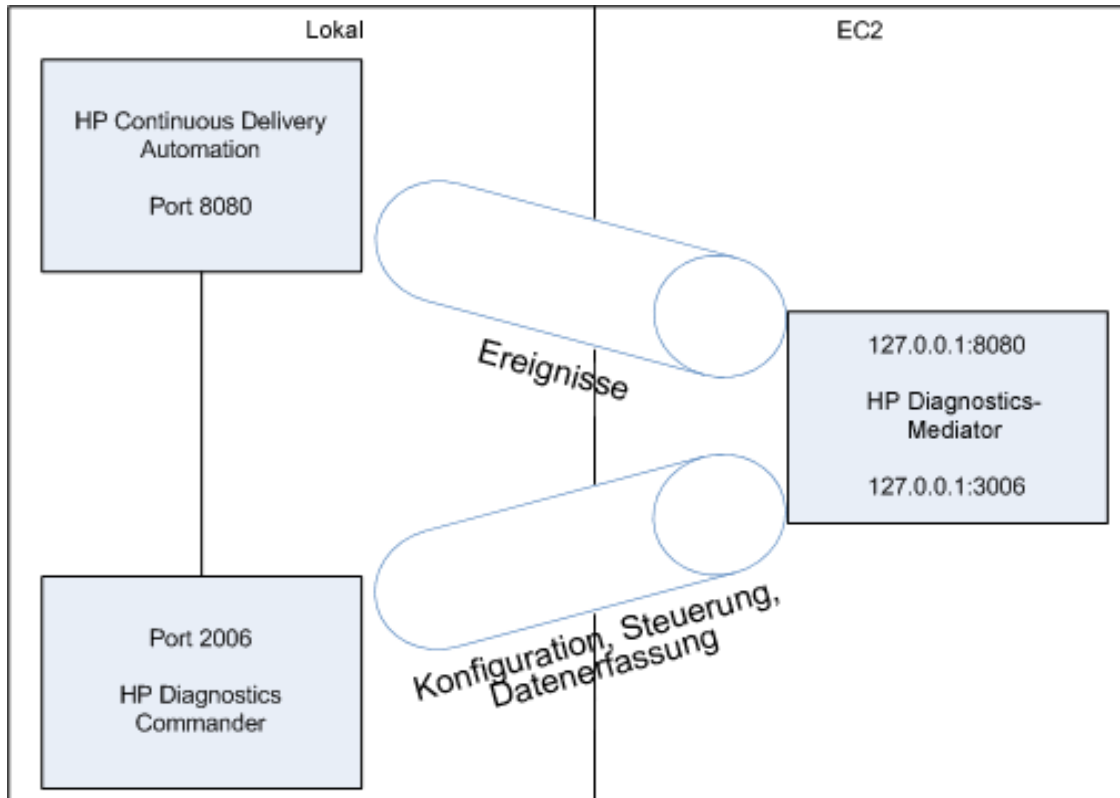 Lokal
EC2
HP Continuous Delivery
Automation
Port 8080
Ereignisse
127.0.0.1:8080
HP Diagnostics-
Mediator
127.0.0.1:3006
Konfiguration, Steuerung,
Datenerfassung
Port 2006
HP Diagnostics
Commander